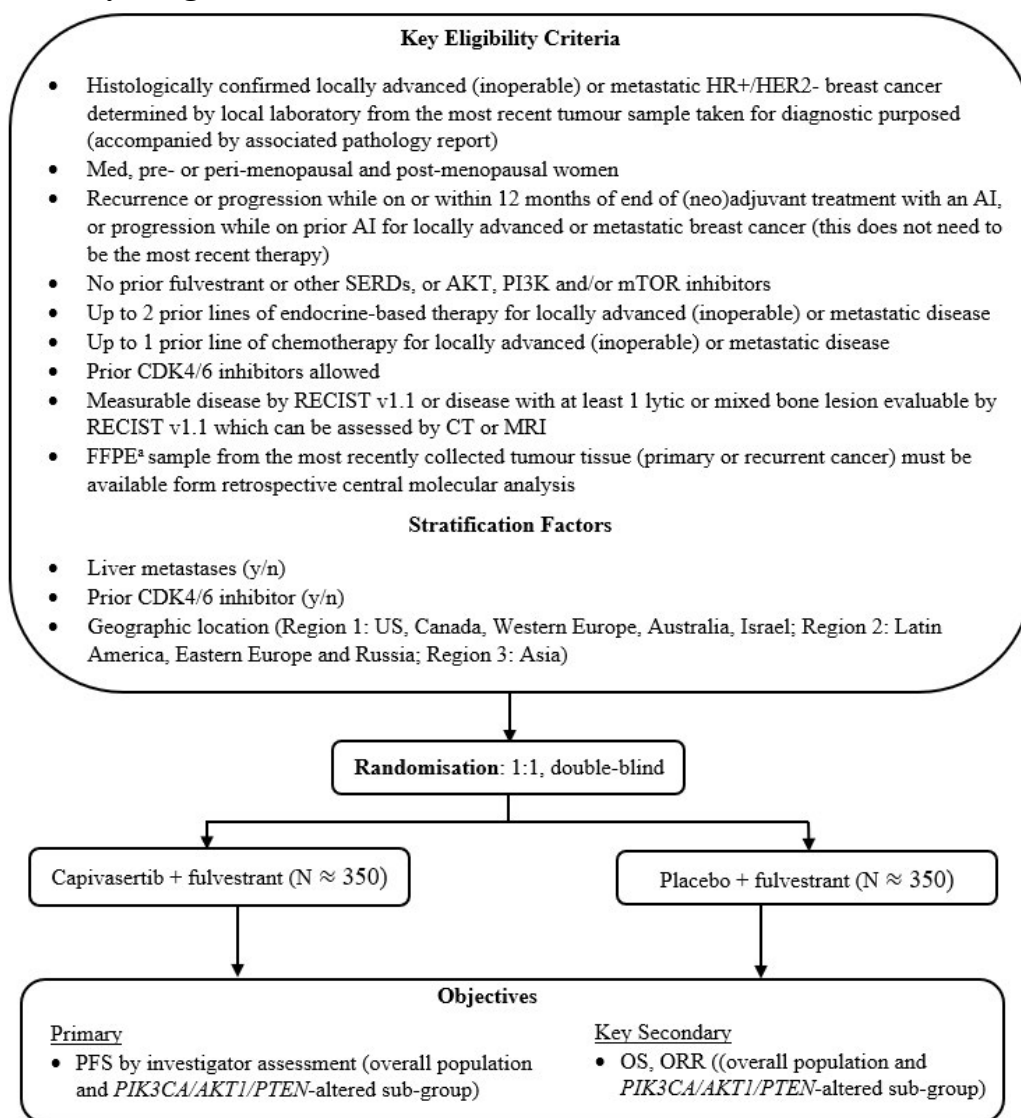 Key Eligibility Criteria
• Histologically confirmed locally advanced (inoperable) or metastatic HR+/HER2- breast cancer
determined by local laboratory from the most recent tumour sample taken for diagnostic purposed
(accompanied by associated pathology report)
• Med, pre- or peri-menopausal and post-menopausal women
• Recurrence or progression while on or within 12 months of end of (neo)adjuvant treatment with an AI,
or progression while on prior AI for locally advanced or metastatic breast cancer (this does not need to
be the most recent therapy)
• No prior fulvestrant or other SERDs, or AKT, PI3K and/or mTOR inhibitors
• Up to 2 prior lines of endocrine-based therapy for locally advanced (inoperable) or metastatic disease
• Up to 1 prior line of chemotherapy for locally advanced (inoperable) or metastatic disease
• Prior CDK4/6 inhibitors allowed
• Measurable disease by RECIST v1.1 or disease with at least 1 lytic or mixed bone lesion evaluable by
RECIST v1.1 which can be assessed by CT or MRI
• FFPEᵃ sample from the most recently collected tumour tissue (primary or recurrent cancer) must be
available form retrospective central molecular analysis
Stratification Factors
• Liver metastases (y/n)
• Prior CDK4/6 inhibitor (y/n)
• Geographic location (Region 1: US, Canada, Western Europe, Australia, Israel; Region 2: Latin
America, Eastern Europe and Russia; Region 3: Asia)
Randomisation: 1:1, double-blind
Capivasertib + fulvestrant (N ≈ 350)
Placebo + fulvestrant (N ≈ 350)
Objectives
Primary
• PFS by investigator assessment (overall population
and PIK3CA/AKT1/PTEN-altered sub-group)
Key Secondary
• OS, ORR ((overall population and
PIK3CA/AKT1/PTEN-altered sub-group)